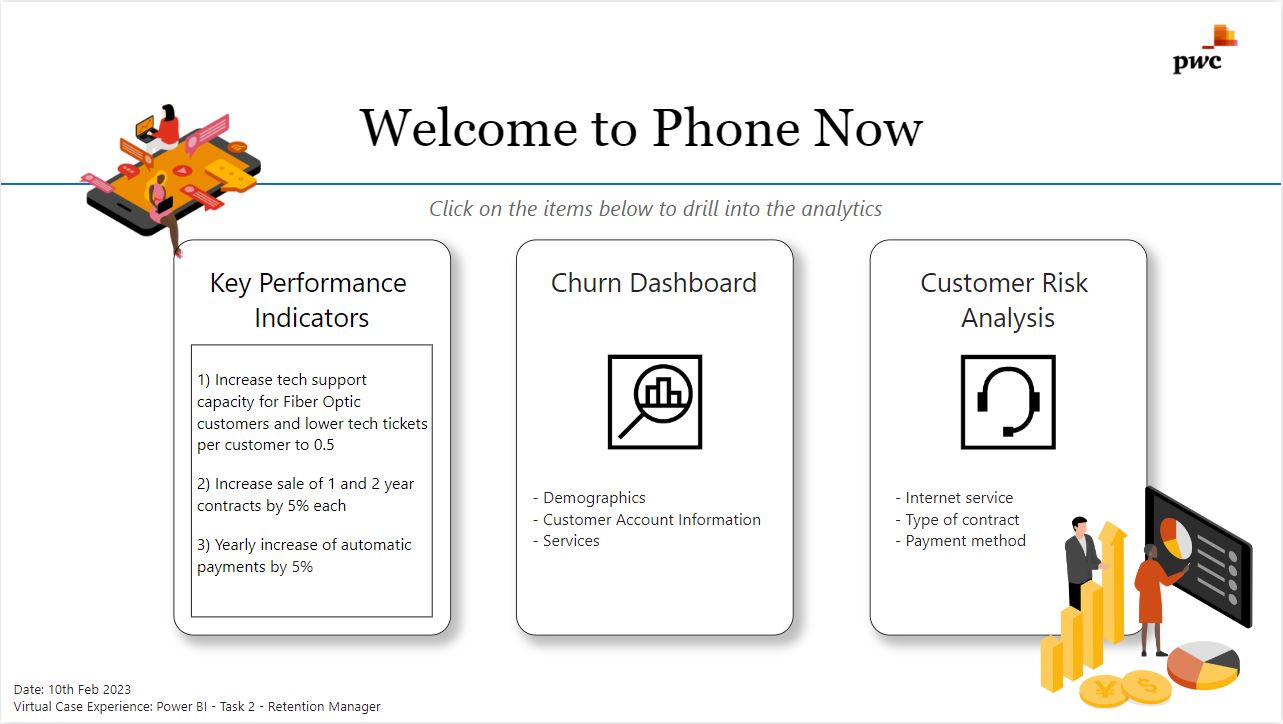 pwc
Welcome to Phone Now
Click on the items below to drill into the analytics
Key Performance
Indicators
1) Increase tech support
capacity for Fiber Optic
customers and lower tech tickets
per customer to 0.5
2) Increase sale of 1 and 2 year
contracts by 5% each
3) Yearly increase of automatic
payments by 5%
Churn Dashboard
- Demographics
- Customer Account Information
- Services
Customer Risk
Analysis
- Internet service
- Type of contract
- Payment method
¥
$
Date: 10th Feb 2023
Virtual Case Experience: Power BI - Task 2 - Retention Manager